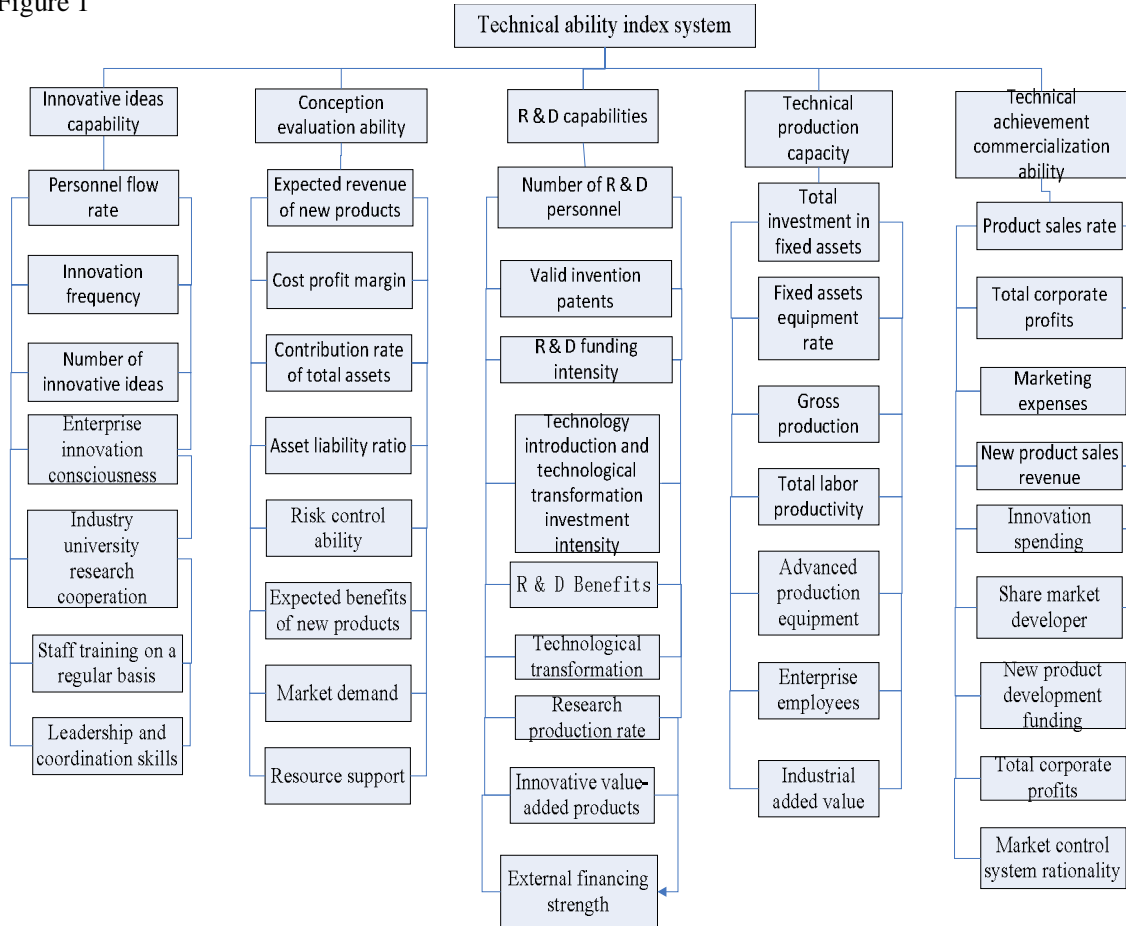 Figure 1
Technical ability index system
Innovative ideas
capability
Personnel flow
rate
Innovation
frequency
Number of
innovative ideas
Enterprise
innovation
consciousness
Industry
university
research
cooperation
Staff training on a
regular basis
Leadership and
coordination skills
Conception
evaluation ability
Expected revenue
of new products
Cost profit margin
Contribution rate
of total assets
Asset liability ratio
Risk control
ability
Expected benefits
of new products
Market demand
Resource support
R & D capabilities
Number of R & D
personnel
Valid invention
patents
R & D funding
intensity
Technology
introduction and
technological
transformation
investment
intensity
R & D Benefits
Technological
transformation
Research
production rate
Innovative value-
added products
External financing
strength
Technical
production
capacity
Total
investment in
fixed assets
Fixed assets
equipment
rate
Gross
production
Total labor
productivity
Advanced
production
equipment
Enterprise
employees
Industrial
added value
Technical
achievement
commercialization
ability
Product sales rate
Total corporate
profits
Marketing
expenses
New product sales
revenue
Innovation
spending
Share market
developer
New product
development
funding
Total corporate
profits
Market control
system rationality